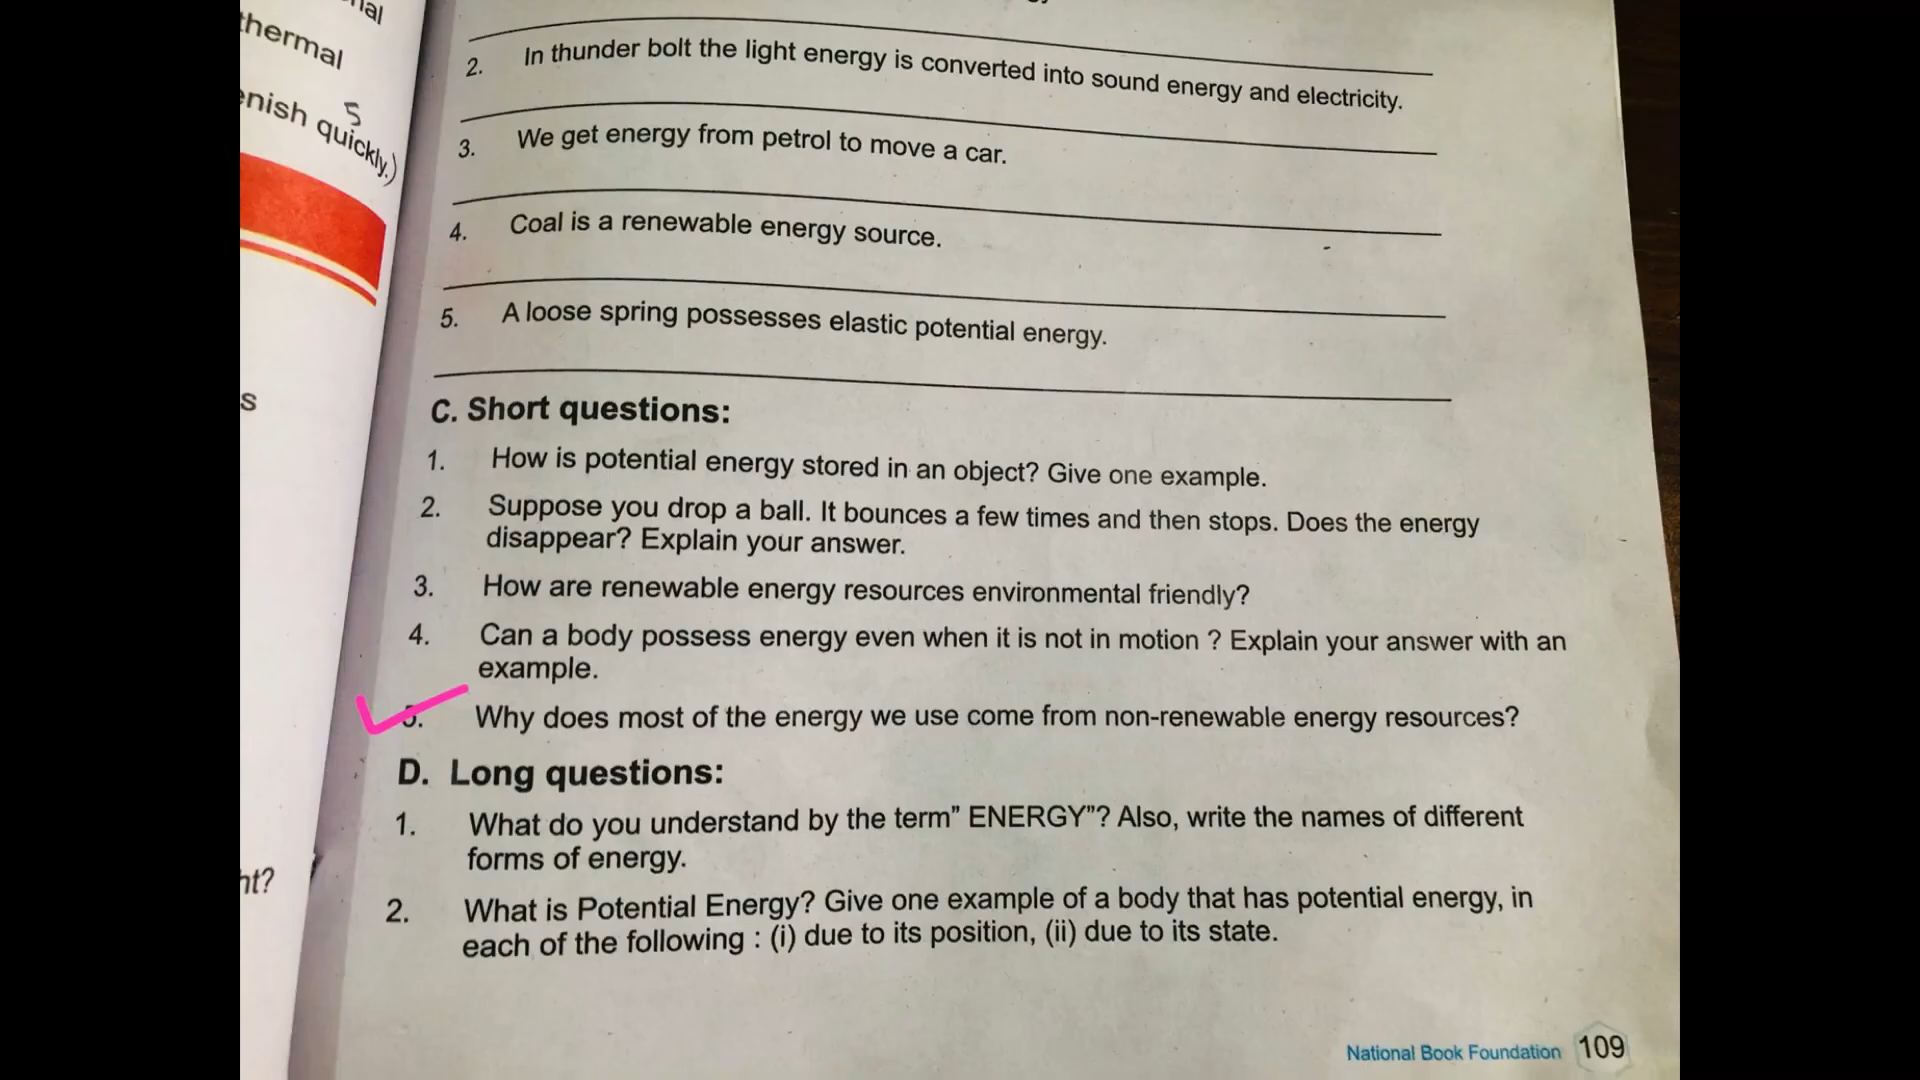 nal
thermal
enish quickly.)
5
s
ht?
2. In thunder bolt the light energy is converted into sound energy and electricity.
3. We get energy from petrol to move a car.
4. Coal is a renewable energy source.
5. A loose spring possesses elastic potential energy.
C. Short questions:
1. How is potential energy stored in an object? Give one example.
2. Suppose you drop a ball. It bounces a few times and then stops. Does the energy
disappear? Explain your answer.
3. How are renewable energy resources environmental friendly?
4. Can a body possess energy even when it is not in motion ? Explain your answer with an
example.
5. Why does most of the energy we use come from non-renewable energy resources?
D. Long questions:
1. What do you understand by the term” ENERGY”? Also, write the names of different
forms of energy.
2. What is Potential Energy? Give one example of a body that has potential energy, in
each of the following : (i) due to its position, (ii) due to its state.
National Book Foundation 109